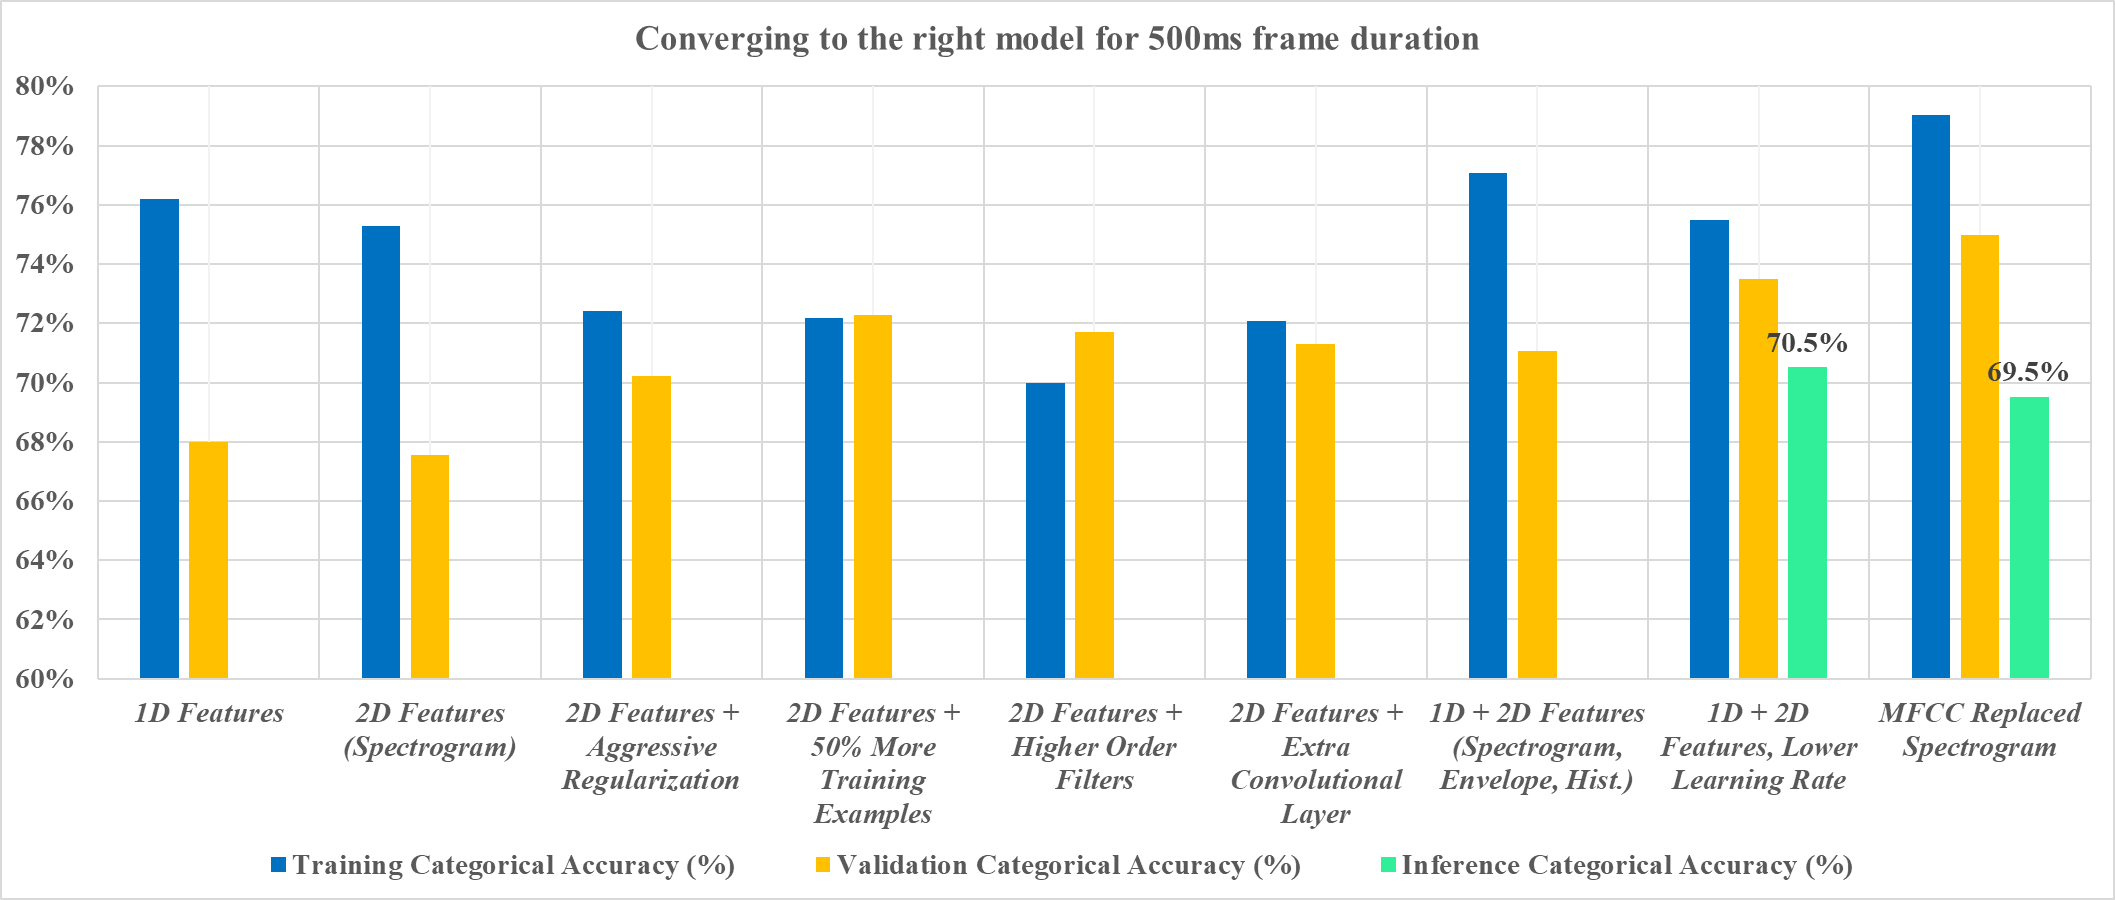 Converging to the right model for 500ms frame duration
80%
78%
76%
74%
72%
70%
68%
66%
64%
62%
60%
70.5%
69.5%
1D Features
2D Features
(Spectrogram)
2D Features +
Aggressive
Regularization
2D Features +
50% More
Training
Examples
2D Features +
Higher Order
Filters
2D Features +
Extra
Convolutional
Layer
1D + 2D Features
(Spectrogram,
Envelope, Hist.)
1D + 2D
Features, Lower
Learning Rate
MFCC Replaced
Spectrogram
Training Categorical Accuracy (%)
Validation Categorical Accuracy (%)
Inference Categorical Accuracy (%)